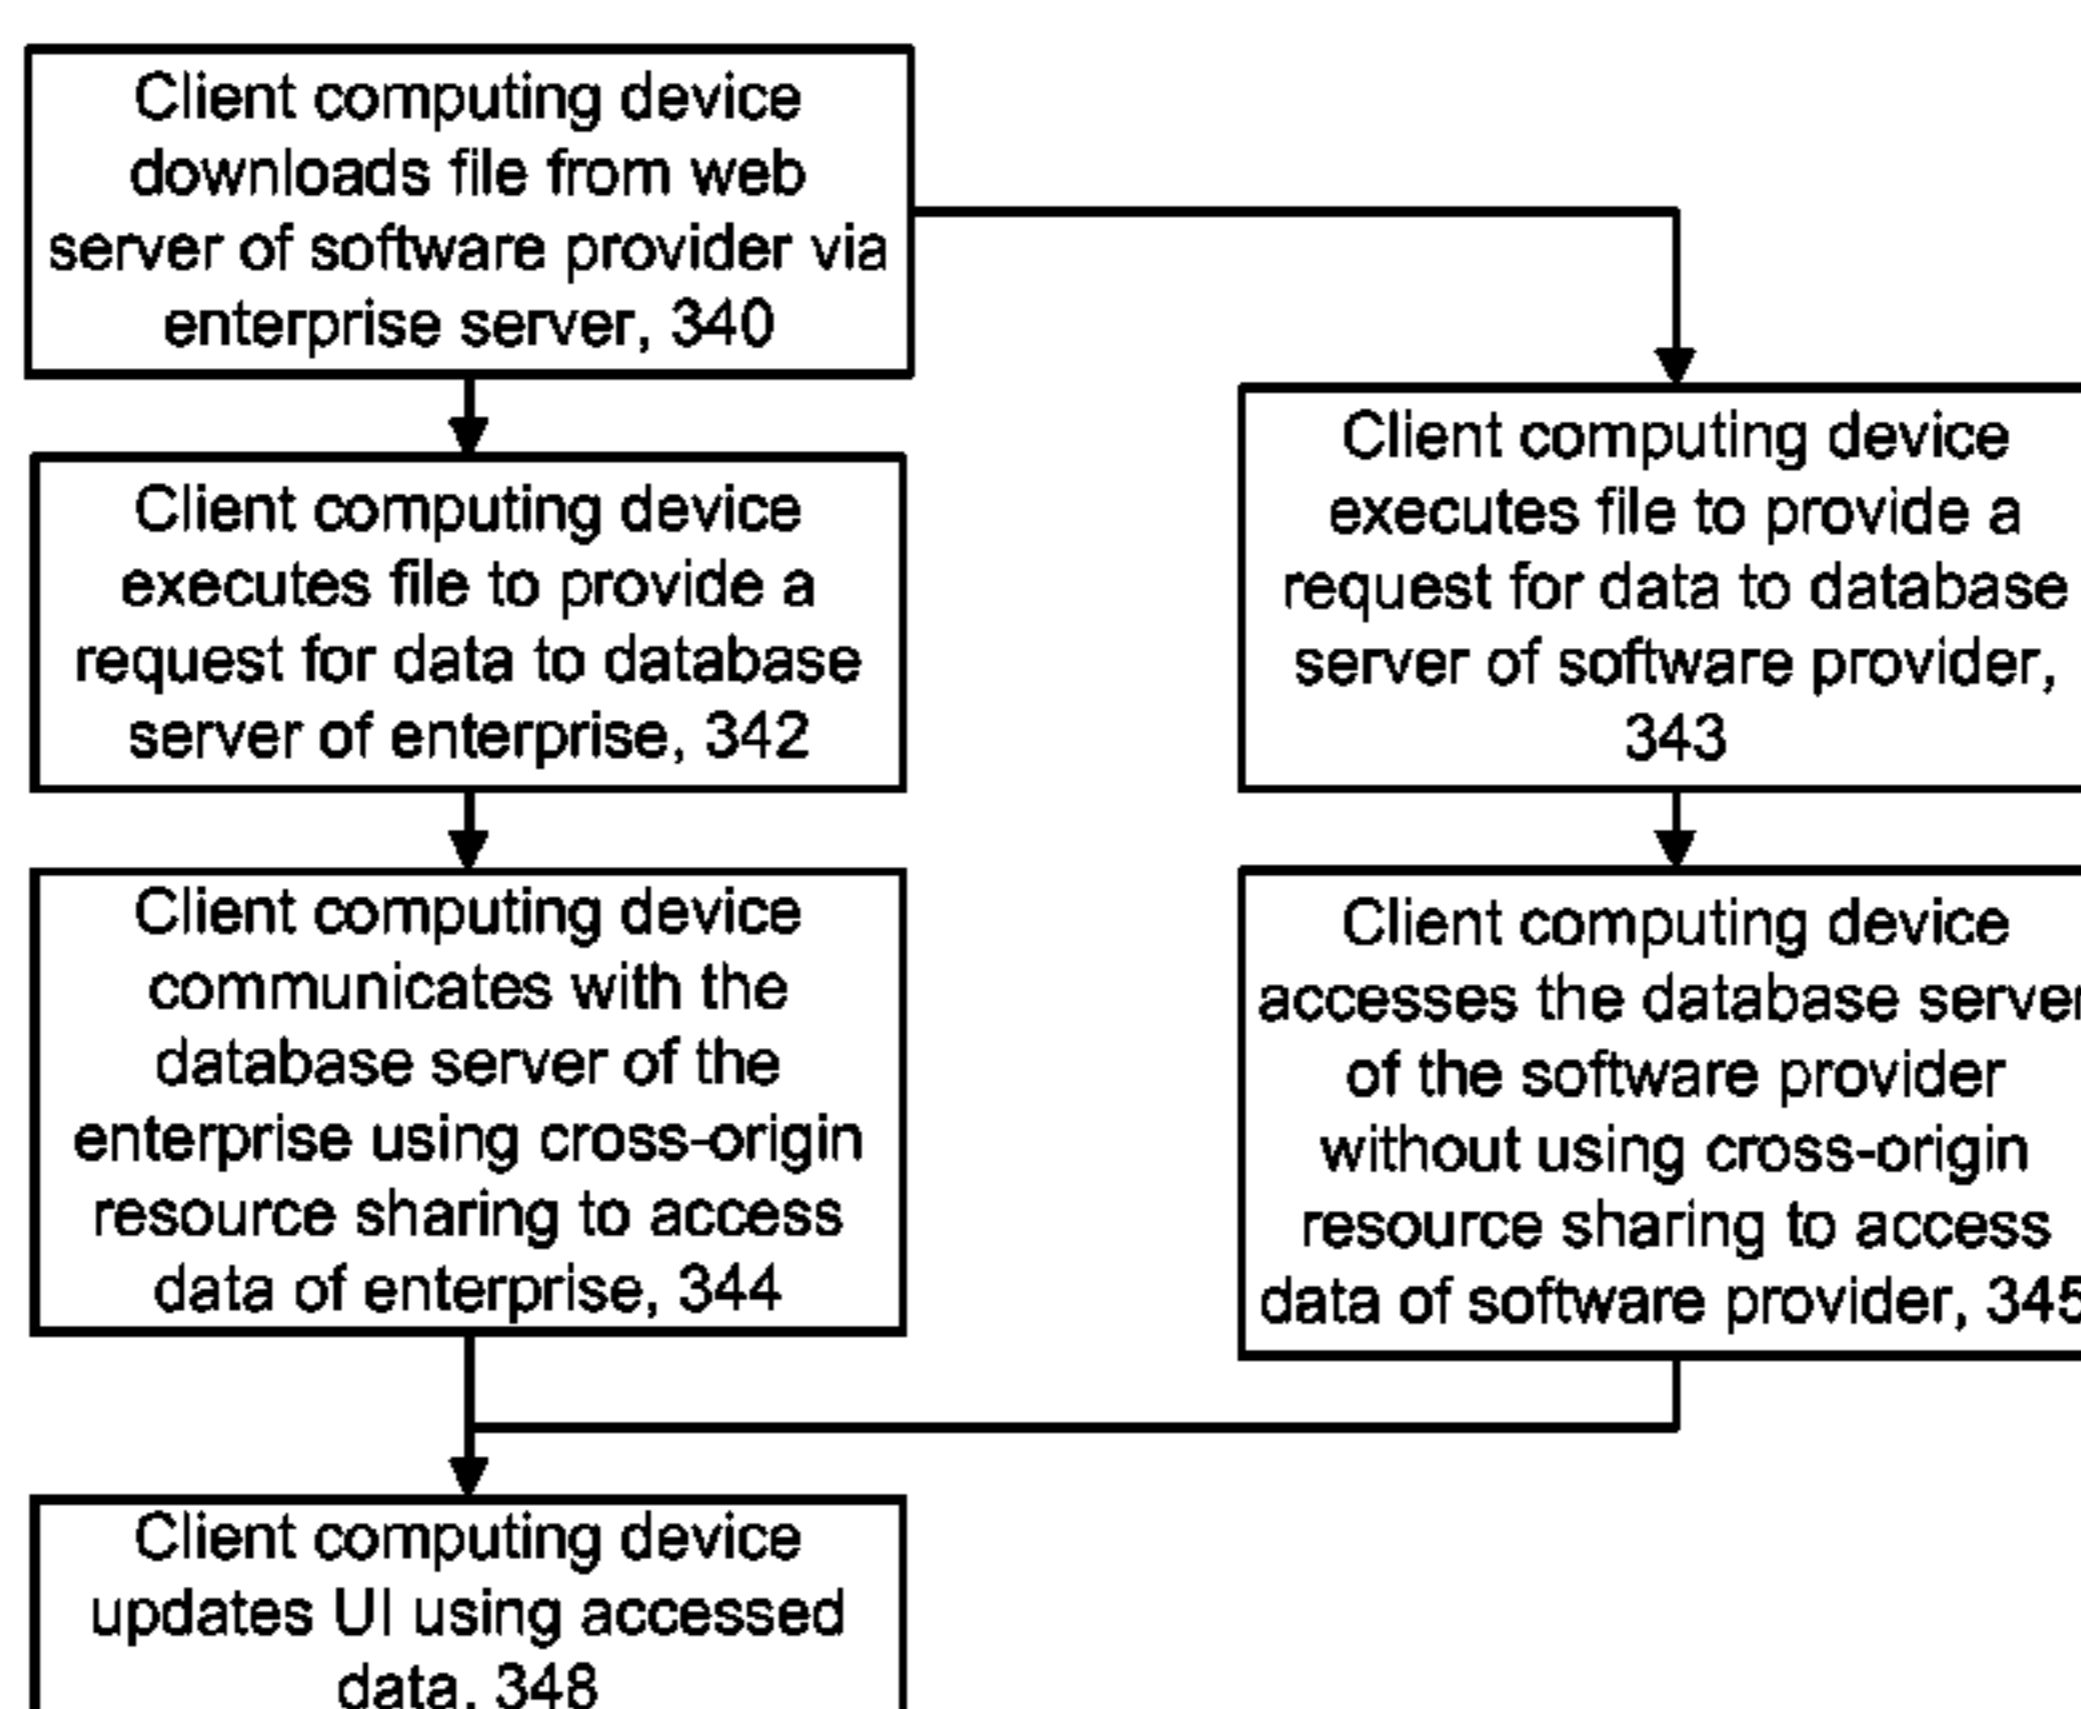 Client computing device
downloads file from web
server of software provider via
enterprise server, 340
Client computing device
executes file to provide a
request for data to database
server of enterprise, 342
Client computing device
executes file to provide a
request for data to database
server of software provider,
343
Client computing device
communicates with the
database server of the
enterprise using cross-origin
resource sharing to access
data of enterprise, 344
Client computing device
accesses the database server
of the software provider
without using cross-origin
resource sharing to access
data of software provider, 345
Client computing device
updates UI using accessed
data, 348